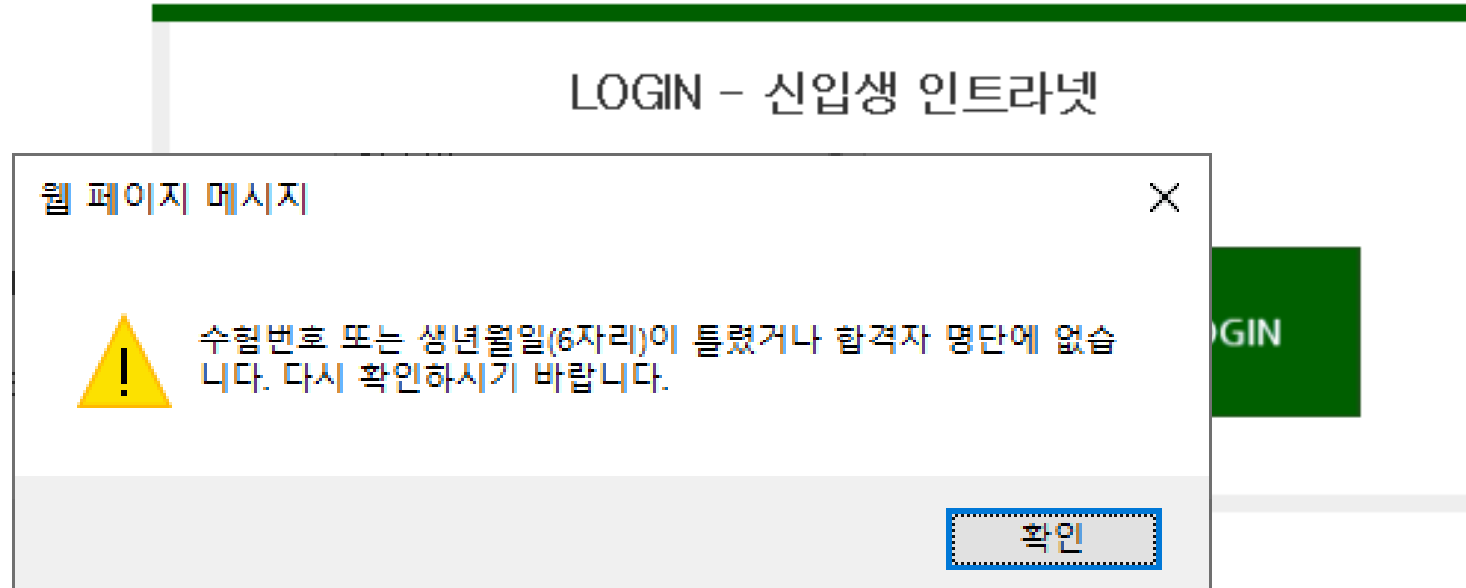 LOGIN - 신입생 인트라넷
웹 페이지 메시지
수험번호 또는 생년월일(6자리)이 틀렸거나 합격자 명단에 없습
니다. 다시 확인하시기 바랍니다.
OGIN
확인